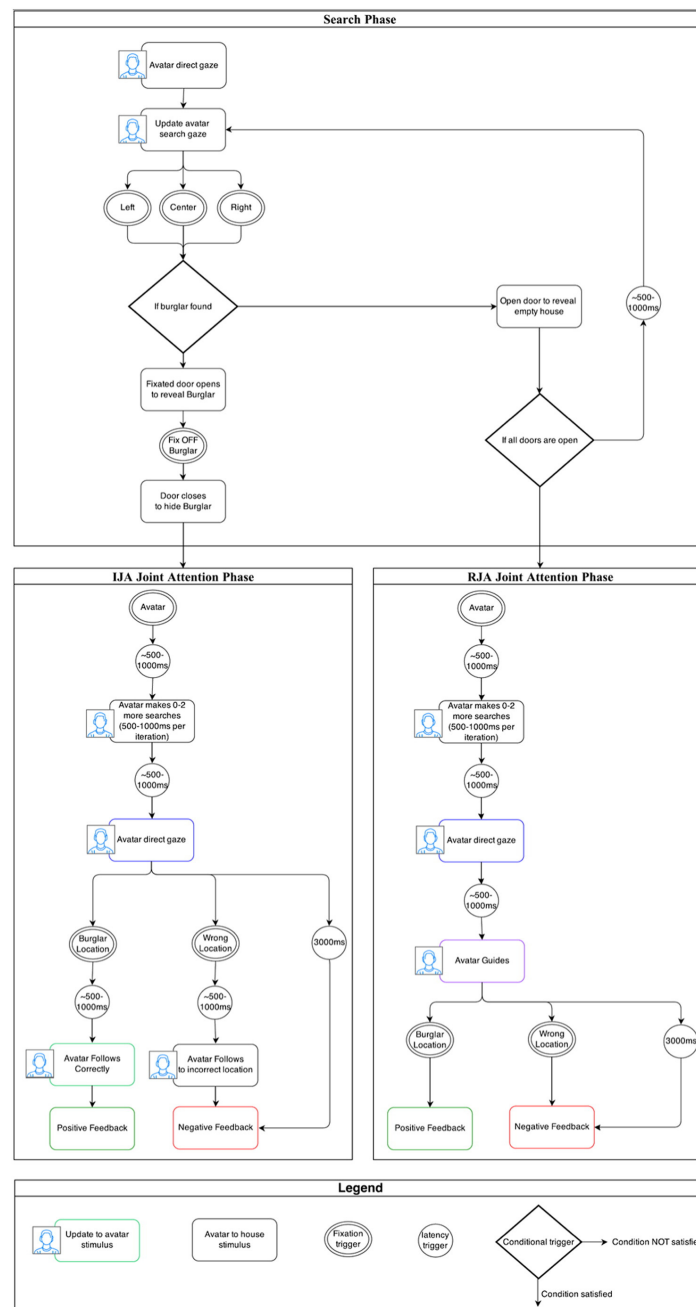 Search Phase
Avatar direct gaze
Update avatar
search gaze
Left
Center
Right
If burglar found
Open door to reveal
empty house
~500-
1000ms
Fixated door opens
to reveal Burglar
Fix OFF
Burglar
If all doors are open
Door closes
to hide Burglar
IJA Joint Attention Phase
Avatar
~500-
1000ms
Avatar makes 0-2
more searches
(500-1000ms per
iteration)
~500-
1000ms
Avatar direct gaze
Burglar
Location
Wrong
Location
3000ms
~500-
1000ms
~500-
1000ms
Avatar Follows
Correctly
Avatar Follows
to incorrect location
Positive Feedback
Negative Feedback
RJA Joint Attention Phase
Avatar
~500-
1000ms
Avatar makes 0-2
more searches
(500-1000ms per
iteration)
~500-
1000ms
Avatar direct gaze
~500-
1000ms
Avatar Guides
Burglar
Location
Wrong
Location
3000ms
Positive Feedback
Negative Feedback
Legend
Update to avatar
stimulus
Avatar to house
stimulus
Fixation
trigger
latency
trigger
Conditional trigger
Condition NOT satisfie
Condition satisfied